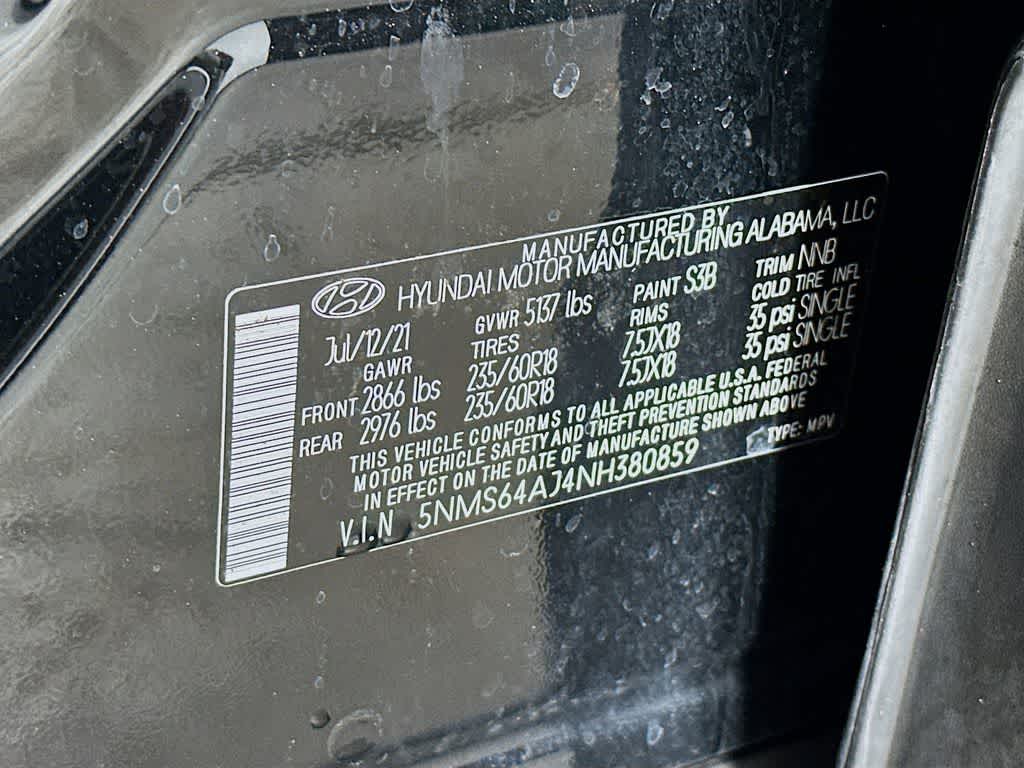 MANUFACTURED BY
HYUNDAI MOTOR MANUFACTURING ALABAMA, LLC
Jul/12/21 GVWR 5137 lbs PAINT S3B TRIM NNB
GAWR TIRES RIMS COLD TIRE INFL
FRONT 2866 lbs 235/60R18 7.5JX18 35 psi SINGLE
REAR 2976 lbs 235/60R18 7.5JX18 35 psi SINGLE
THIS VEHICLE CONFORMS TO ALL APPLICABLE U.S.A. FEDERAL
MOTOR VEHICLE SAFETY AND THEFT PREVENTION STANDARDS
IN EFFECT ON THE DATE OF MANUFACTURE SHOWN ABOVE
V.I.N 5NMS64AJ4NH380859 TYPE: MPV